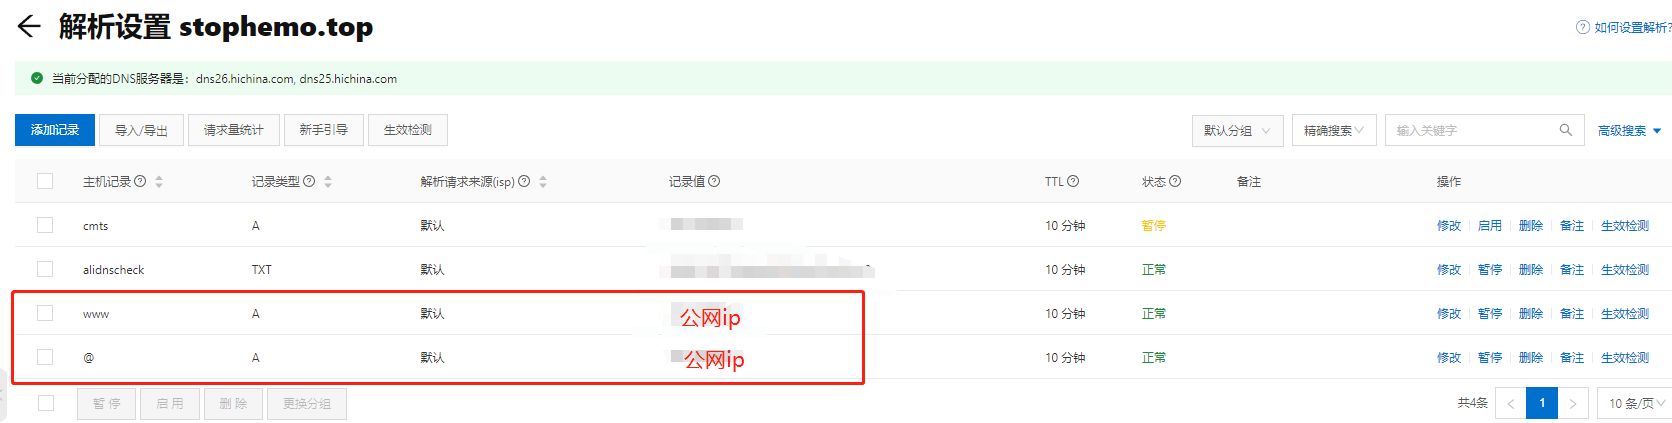 解析设置 stophemo.top
如何设置解析?
当前分配的DNS服务器是: dns26.hichina.com, dns25.hichina.com
添加记录 导入/导出 请求量统计 新手引导 生效检测 默认分组 精确搜索 输入关键字 高级搜索
主机记录 记录类型 解析请求来源(isp) 记录值 TTL 状态 备注 操作
cmts A 默认 10 分钟 暂停 修改 启用 删除 备注 生效检测
alidnscheck TXT 默认 10 分钟 正常 修改 暂停 删除 备注 生效检测
www A 默认 公网ip 10 分钟 正常 修改 暂停 删除 备注 生效检测
@ A 默认 公网ip 10 分钟 正常 修改 暂停 删除 备注 生效检测
暂 停 启 用 删 除 更换分组 共4条 1 10 条/页